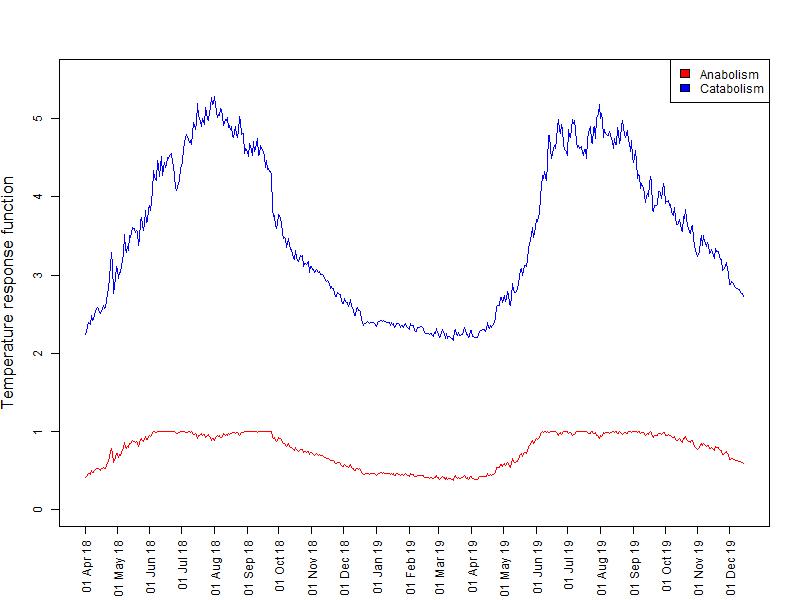 Anabolism
Catabolism
Temperature response function
5
4
3
2
1
0
01 Apr 18
01 May 18
01 Jun 18
01 Jul 18
01 Aug 18
01 Sep 18
01 Oct 18
01 Nov 18
01 Dec 18
01 Jan 19
01 Feb 19
01 Mar 19
01 Apr 19
01 May 19
01 Jun 19
01 Jul 19
01 Aug 19
01 Sep 19
01 Oct 19
01 Nov 19
01 Dec 19